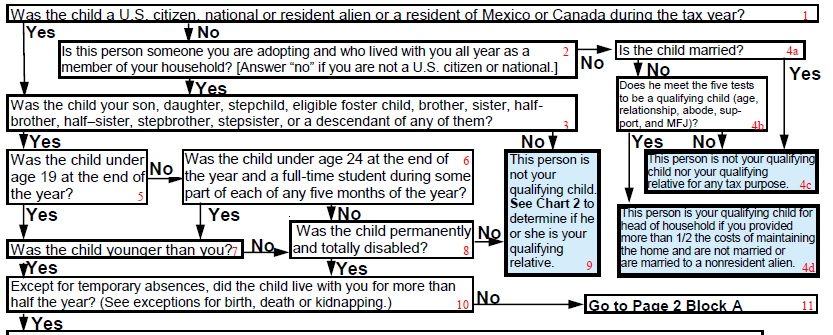 Was the child a U.S. citizen, national or resident alien or a resident of Mexico or Canada during the tax year? 1
Yes No
Is this person someone you are adopting and who lived with you all year as a 2
member of your household? [Answer “no” if you are not a U.S. citizen or national.]
No
Is the child married? 4a
Yes
No
Yes
Does he meet the five tests
to be a qualifying child (age,
relationship, abode, sup-
port, and MFJ)? 4b
Was the child your son, daughter, stepchild, eligible foster child, brother, sister, half-
brother, half–sister, stepbrother, stepsister, or a descendant of any of them? 3
Yes No
Yes No
Was the child under
age 19 at the end of
the year? 5
No
Was the child under age 24 at the end of 6
the year and a full-time student during some
part of each of any five months of the year?
This person is
not your
qualifying child.
See Chart 2 to
determine if he
or she is your
qualifying
relative. 9
This person is not your qualifying
child nor your qualifying
relative for any tax purpose. 4c
Yes Yes No
This person is your qualifying child for
head of household if you provided
more than 1/2 the costs of maintaining
the home and are not married or
are married to a nonresident alien. 4d
Was the child younger than you? 7
No
Was the child permanently
and totally disabled? 8
No
Yes Yes
Except for temporary absences, did the child live with you for more than
half the year? (See exceptions for birth, death or kidnapping.) 10
No
Go to Page 2 Block A 11
Yes